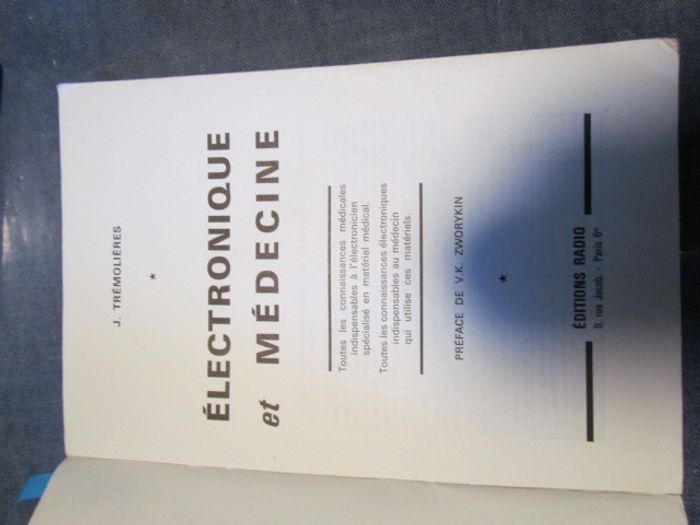 J. TRÉMOLIÈRES
★
ÉLECTRONIQUE
et MÉDECINE
Toutes les connaissances médicales
indispensables à l'électronicien
spécialisé en matériel médical.
Toutes les connaissances électroniques
indispensables au médecin
qui utilise ces matériels.
PRÉFACE DE V.K. ZWORYKIN
★
ÉDITIONS RADIO
9, rue Jacob. - Paris 6e